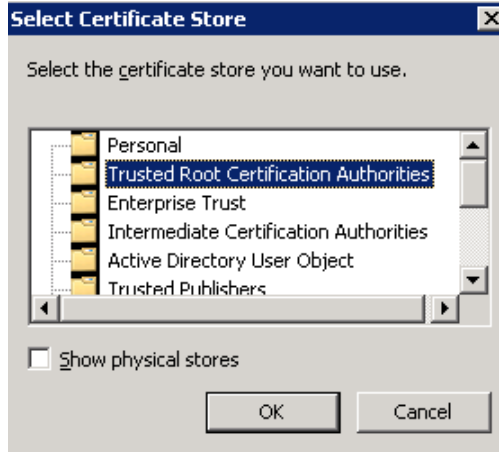 Select Certificate Store
Select the certificate store you want to use.
Personal
Trusted Root Certification Authorities
Enterprise Trust
Intermediate Certification Authorities
Active Directory User Object
Trusted Publishers
Show physical stores
OK
Cancel